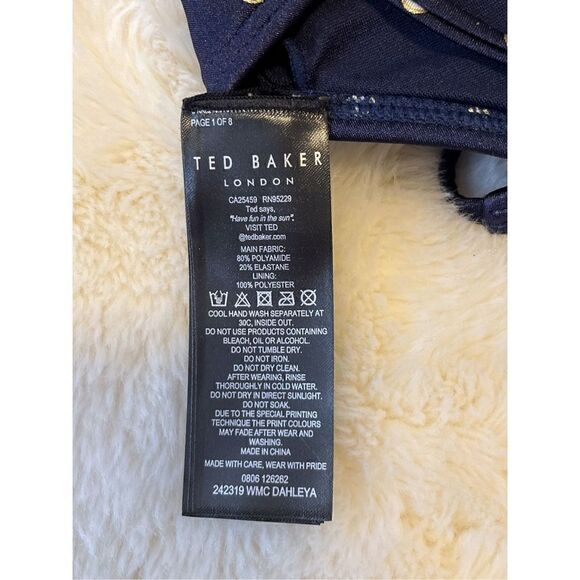 PAGE 1 OF 8
TED BAKER
LONDON
CA25459 RN95229
Ted says,
"Have fun in the sun".
VISIT TED
@tedbaker.com
MAIN FABRIC:
80% POLYAMIDE
20% ELASTANE
LINING:
100% POLYESTER
COOL HAND WASH SEPARATELY AT
30C, INSIDE OUT.
DO NOT USE PRODUCTS CONTAINING
BLEACH, OIL OR ALCOHOL.
DO NOT TUMBLE DRY.
DO NOT IRON.
DO NOT DRY CLEAN.
AFTER WEARING, RINSE
THOROUGHLY IN COLD WATER.
DO NOT DRY IN DIRECT SUNLIGHT.
DO NOT SOAK.
DUE TO THE SPECIAL PRINTING
TECHNIQUE THE PRINT COLOURS
MAY FADE AFTER WEAR AND
WASHING.
MADE IN CHINA
MADE WITH CARE, WEAR WITH PRIDE
0806 126262
242319 WMC DAHLEYA